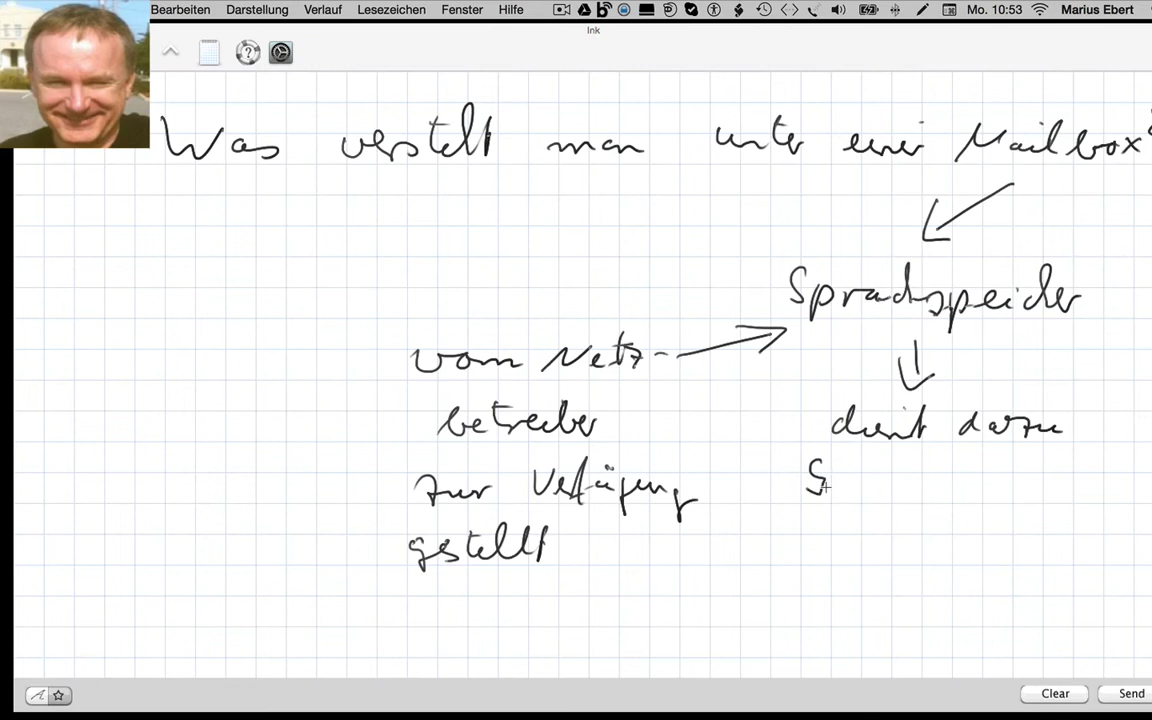 Bearbeiten Darstellung Verlauf Lesezeichen Fenster Hilfe Mo. 10:53 Marius Ebert
Ink
Was versteht man unter einer Mailbox?
Sprachspeicher
vom Netz-
betreiber
zur Verfügung
gestellt
dient dazu
S
Clear Send